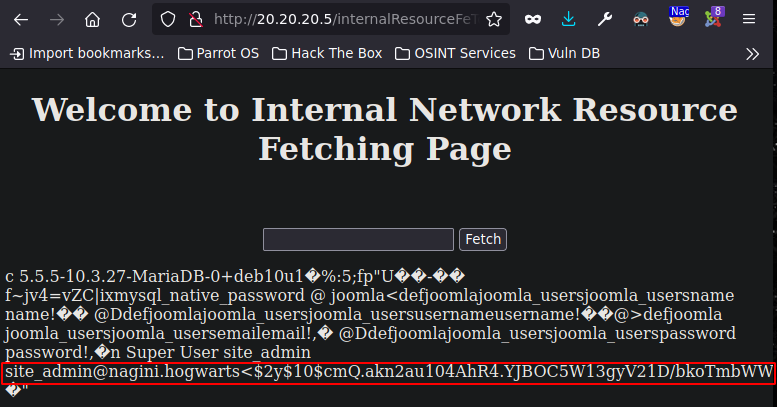 http://20.20.20.5/internalResourceFeT
Nag
8
Import bookmarks… Parrot OS Hack The Box OSINT Services Vuln DB
Welcome to Internal Network Resource
Fetching Page
Fetch
c 5.5.5-10.3.27-MariaDB-0+deb10u1�%:5;fp"U��-��
f~jv4=vZC|ixmysql_native_password @ joomla<defjoomlajoomla_usersjoomla_usersname
name!�� @Ddefjoomlajoomla_usersjoomla_usersusernameusername!��@>defjoomla
joomla_usersjoomla_usersemailemail!,� @Ddefjoomlajoomla_usersjoomla_userspassword
password!,�n Super User site_admin
site_admin@nagini.hogwarts<$2y$10$cmQ.akn2au104AhR4.YJBOC5W13gyV21D/bkoTmbWW
�"